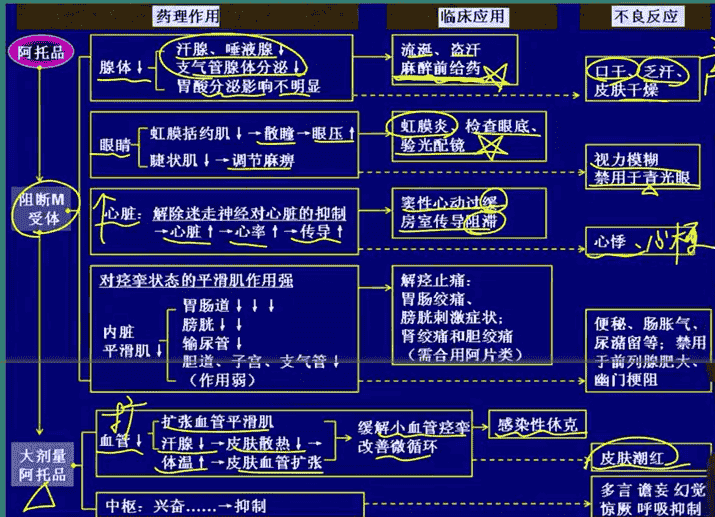 药理作用
临床应用
不良反应
阿托品
腺体↓
汗腺、唾液腺↓
支气管腺体分泌↓
胃酸分泌影响不明显
流涎、盗汗
麻醉前给药
口干、乏汗、
皮肤干燥
眼睛
虹膜括约肌↓→散瞳→眼压↑
睫状肌↓→调节麻痹
虹膜炎、检查眼底、
验光配镜
视力模糊
禁用于青光眼
阻断M
受体
心脏：解除迷走神经对心脏的抑制
→心脏↑→心率↑→传导↑
窦性心动过缓
房室传导阻滞
心悸、心梗
对痉挛状态的平滑肌作用强
内脏
平滑肌↓
胃肠道↓↓↓
膀胱↓↓
输尿管↓
胆道、子宫、支气管↓
（作用弱）
解痉止痛：
胃肠绞痛、
膀胱刺激症状；
肾绞痛和胆绞痛
（需合用阿片类）
便秘、肠胀气、
尿潴留等；禁用
于前列腺肥大、
幽门梗阻
大剂量
阿托品
扩
血管↓
扩张血管平滑肌
汗腺↓→皮肤散热↓→
体温↑→皮肤血管扩张
缓解小血管痉挛
改善微循环
感染性休克
皮肤潮红
中枢：兴奋……→抑制
多言 谵妄 幻觉
惊厥 呼吸抑制